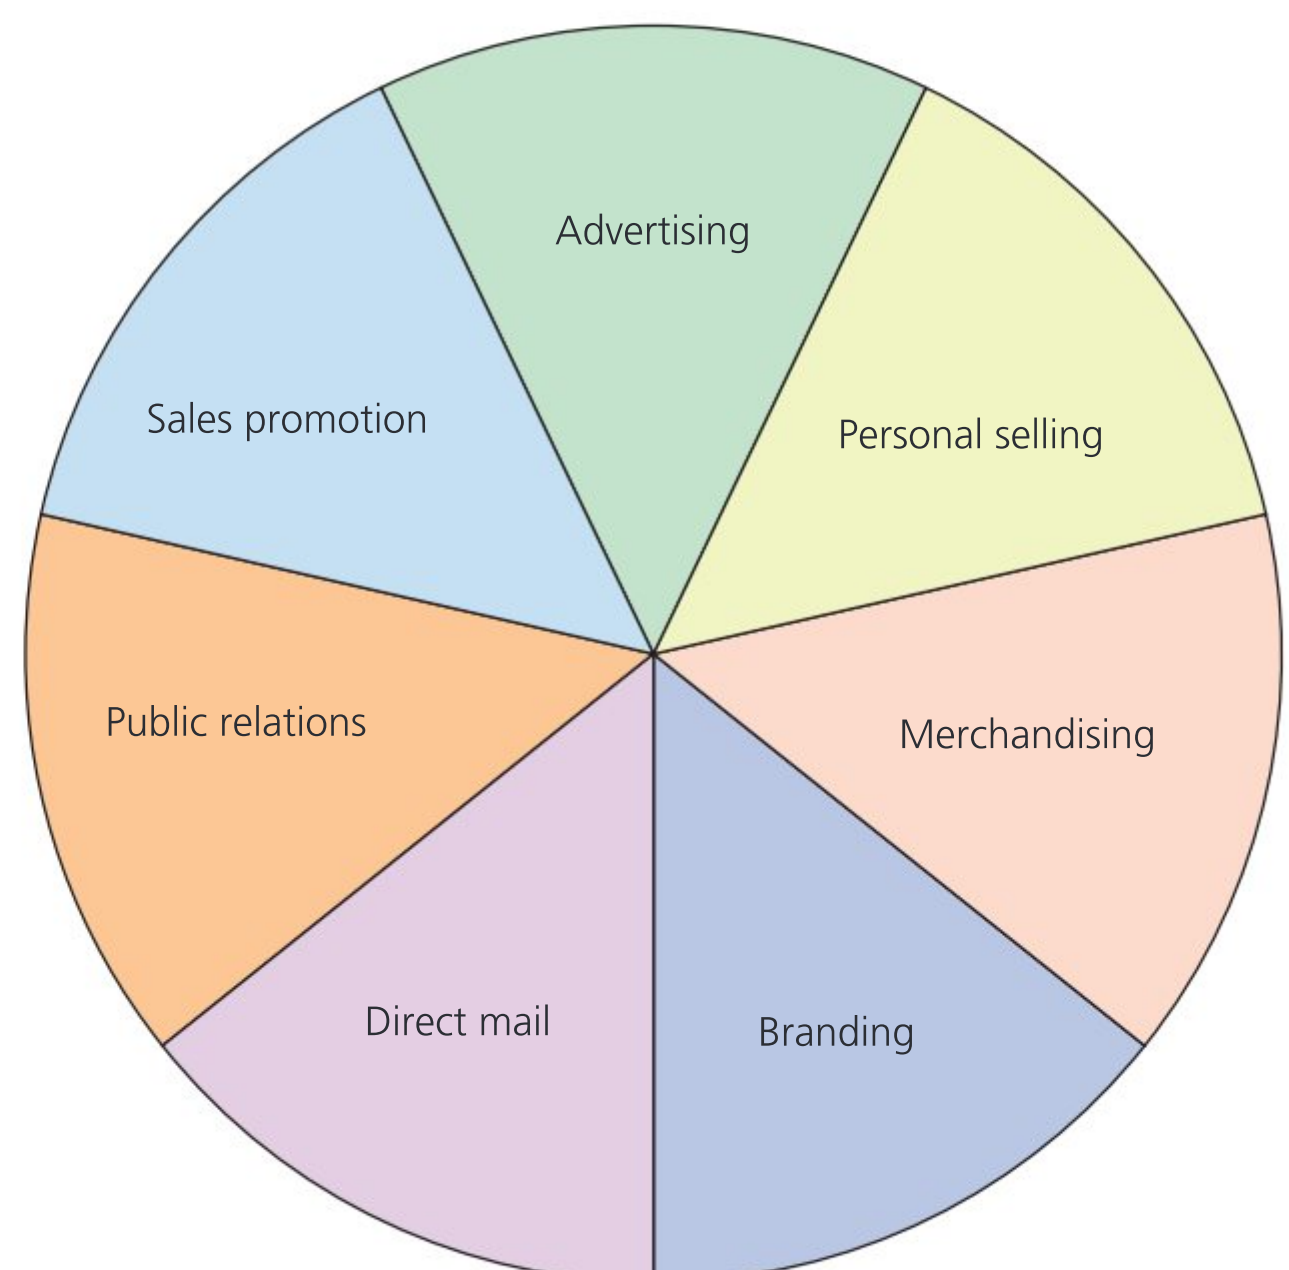 Advertising
Sales promotion
Personal selling
Public relations
Merchandising
Direct mail
Branding